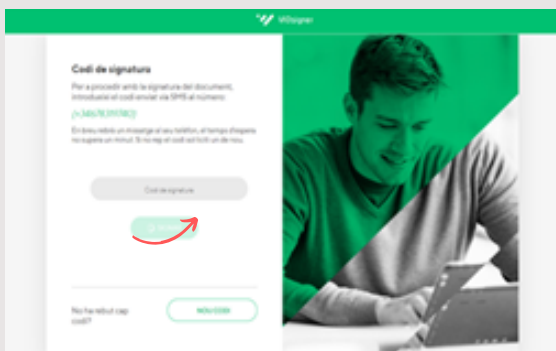 VIDsigner
Codi de signatura
Per a procedir amb la signatura del document,
introdueixi el codi enviat via SMS al número:
En breu rebrà un missatge al seu telèfon, el temps d'espera
no supera un minut. Si no rep el codi sol·liciti un de nou.
Codi de signatura
No ha rebut cap
codi?
NOU CODI